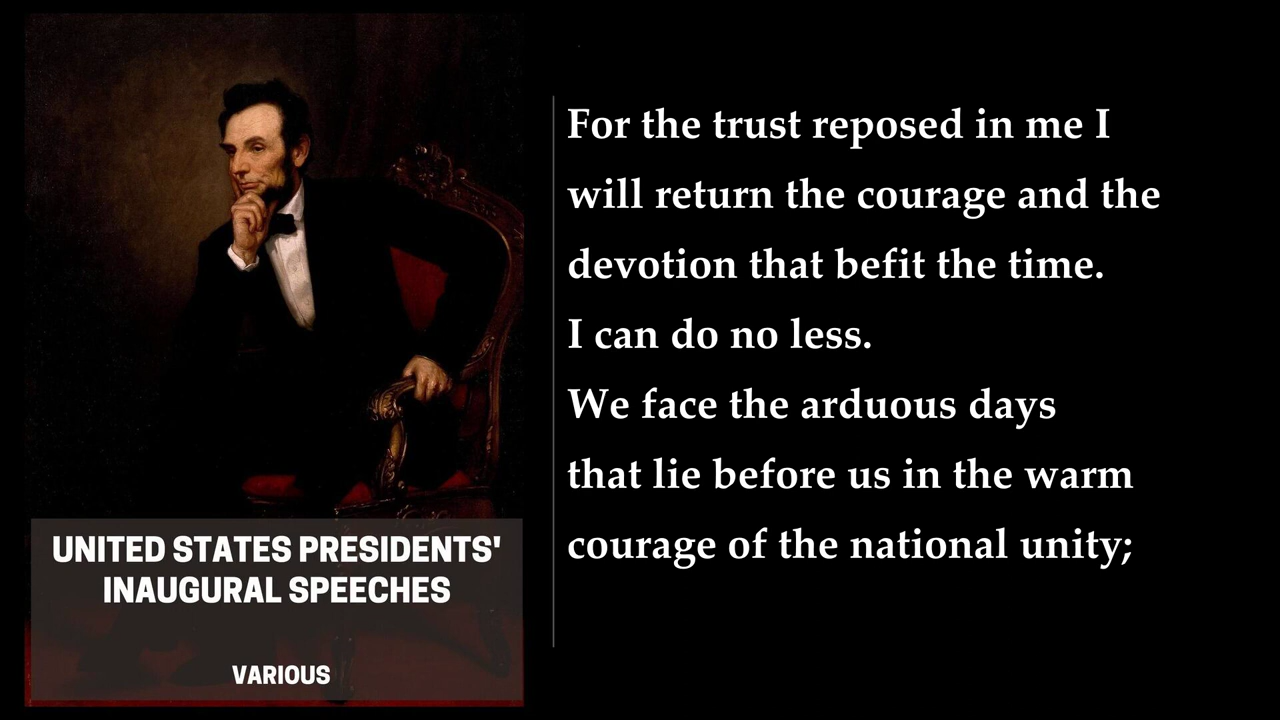 UNITED STATES PRESIDENTS'
INAUGURAL SPEECHES
VARIOUS
For the trust reposed in me I
will return the courage and the
devotion that befit the time.
I can do no less.
We face the arduous days
that lie before us in the warm
courage of the national unity;